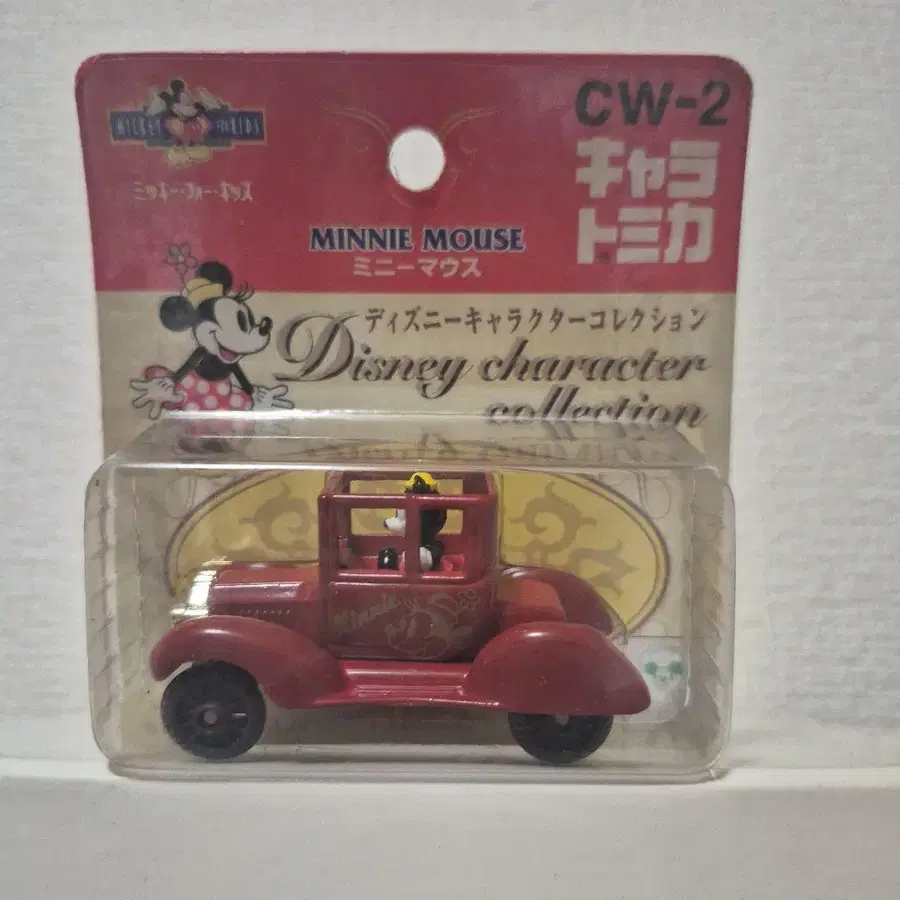 MICKEY FOR KIDS
ミッキー・フォー・キッズ
CW-2
キャラ
トミカ
MINNIE MOUSE
ミニーマウス
ディズニーキャラクターコレクション
Disney character
collection
Minnie